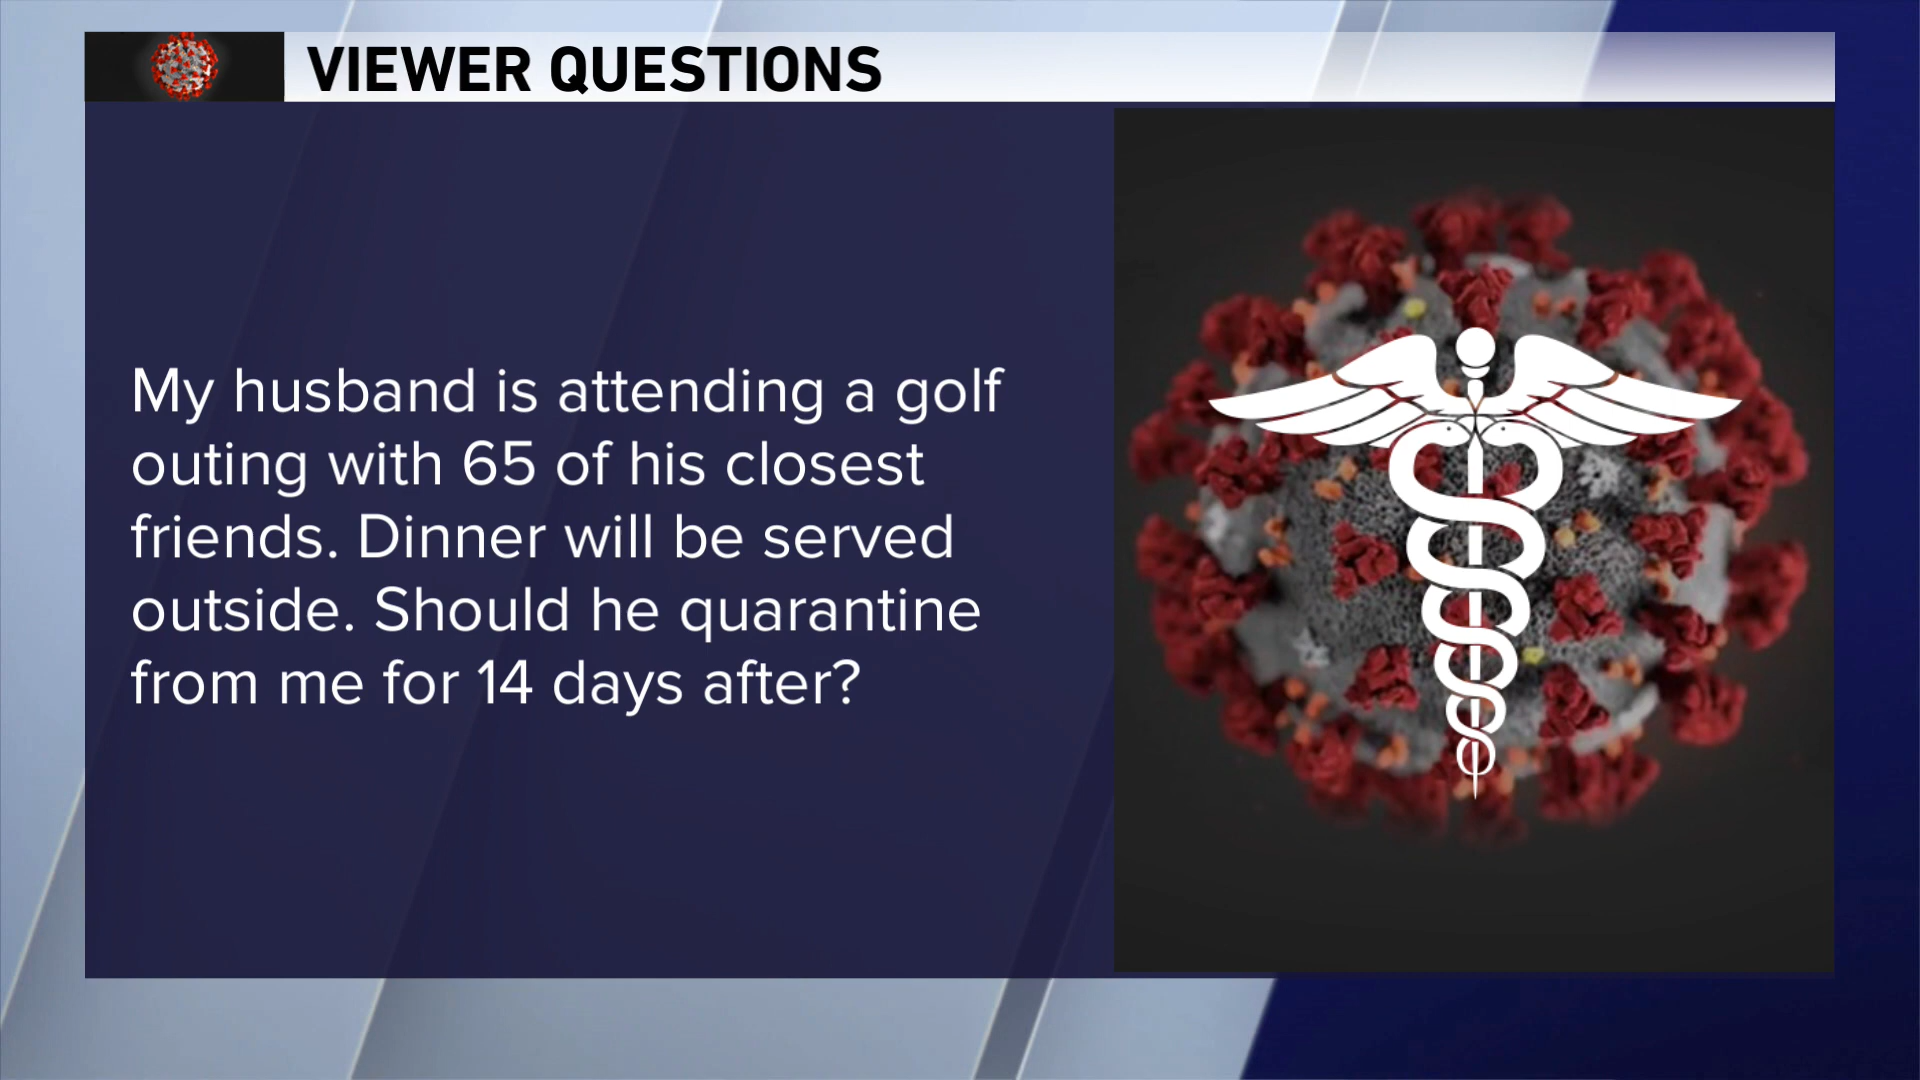 VIEWER QUESTIONS
My husband is attending a golf
outing with 65 of his closest
friends. Dinner will be served
outside. Should he quarantine
from me for 14 days after?